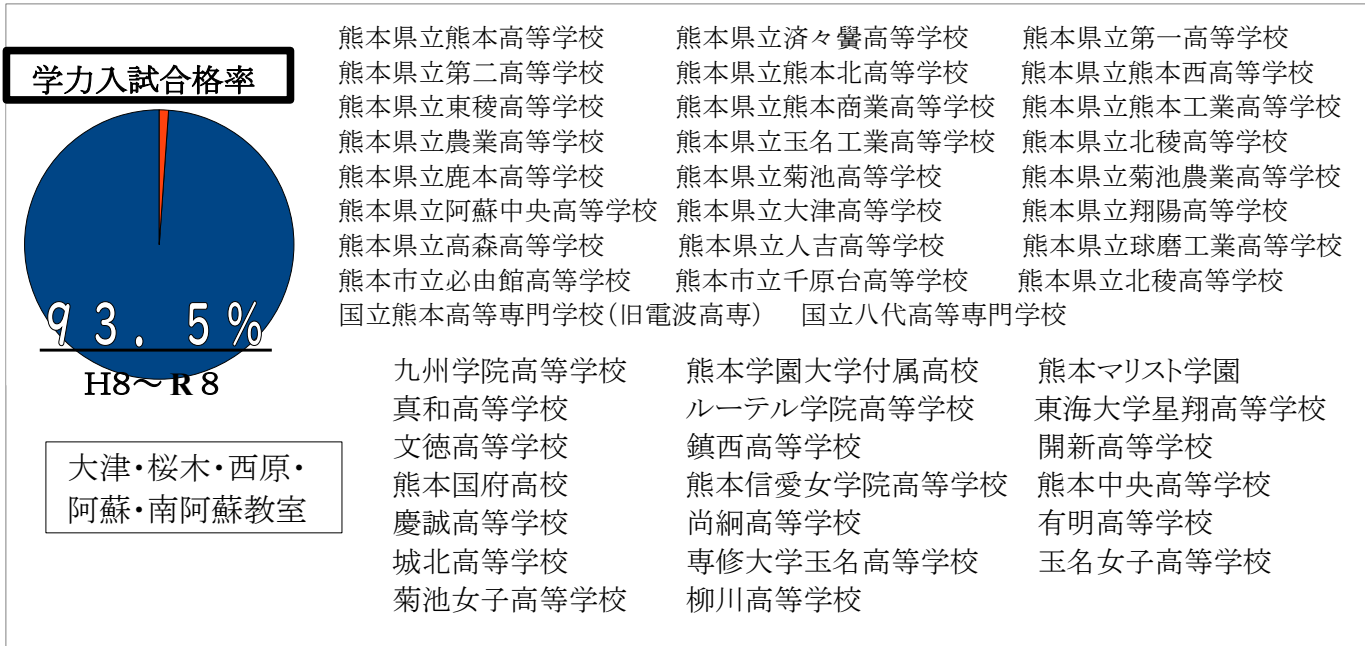 学力入試合格率
93.5%
H8～R8
大津・桜木・西原・
阿蘇・南阿蘇教室
熊本県立熊本高等学校 熊本県立済々黌高等学校 熊本県立第一高等学校
熊本県立第二高等学校 熊本県立熊本北高等学校 熊本県立熊本西高等学校
熊本県立東稜高等学校 熊本県立熊本商業高等学校 熊本県立熊本工業高等学校
熊本県立農業高等学校 熊本県立玉名工業高等学校 熊本県立北稜高等学校
熊本県立鹿本高等学校 熊本県立菊池高等学校 熊本県立菊池農業高等学校
熊本県立阿蘇中央高等学校 熊本県立大津高等学校 熊本県立翔陽高等学校
熊本県立高森高等学校 熊本県立人吉高等学校 熊本県立球磨工業高等学校
熊本市立必由館高等学校 熊本市立千原台高等学校 熊本県立北稜高等学校
国立熊本高等専門学校(旧電波高専) 国立八代高等専門学校
九州学院高等学校 熊本学園大学付属高校 熊本マリスト学園
真和高等学校 ルーテル学院高等学校 東海大学星翔高等学校
文徳高等学校 鎮西高等学校 開新高等学校
熊本国府高校 熊本信愛女学院高等学校 熊本中央高等学校
慶誠高等学校 尚絅高等学校 有明高等学校
城北高等学校 専修大学玉名高等学校 玉名女子高等学校
菊池女子高等学校 柳川高等学校